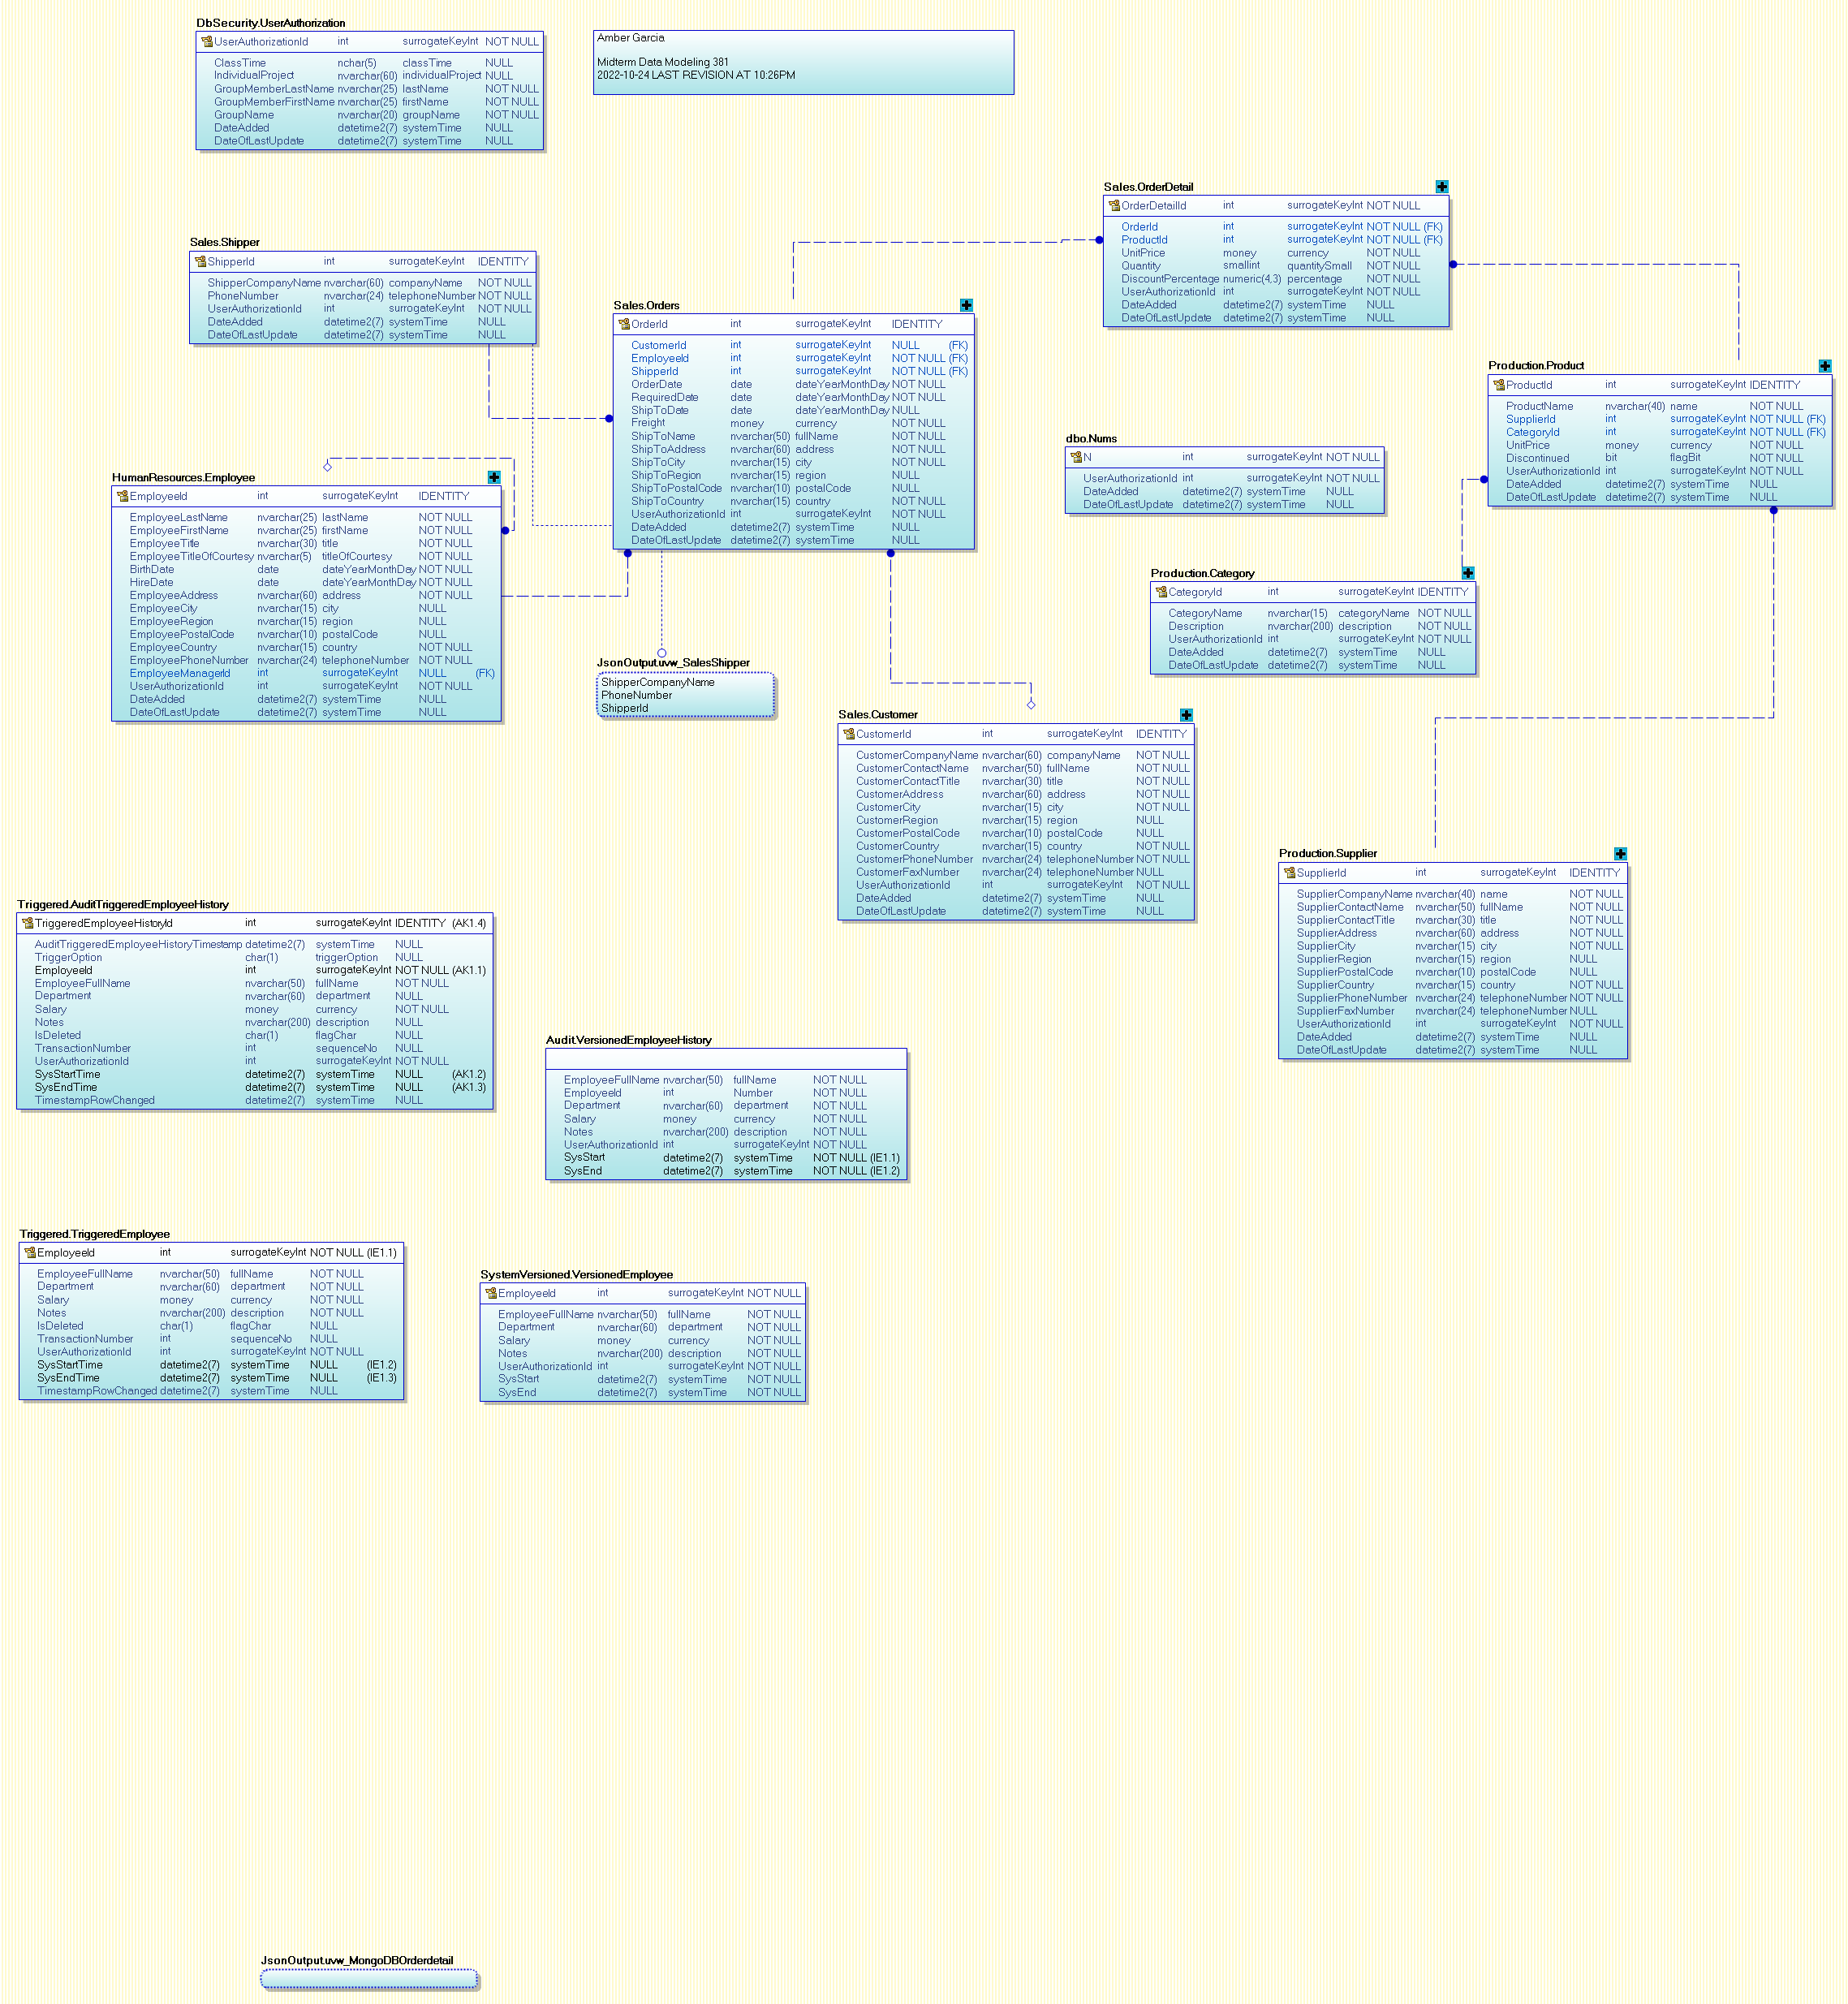 DbSecurity.UserAuthorization
UserAuthorizationId int surrogateKeyInt NOT NULL
ClassTime nchar(5) classTime NULL
IndividualProject nvarchar(60) individualProject NULL
GroupMemberLastName nvarchar(25) lastName NOT NULL
GroupMemberFirstName nvarchar(25) firstName NOT NULL
GroupName nvarchar(20) groupName NOT NULL
DateAdded datetime2(7) systemTime NULL
DateOfLastUpdate datetime2(7) systemTime NULL
Amber Garcia
Midterm Data Modeling 381
2022-10-24 LAST REVISION AT 10:26PM
Sales.OrderDetail
OrderDetailId int surrogateKeyInt NOT NULL
OrderId int surrogateKeyInt NOT NULL (FK)
ProductId int surrogateKeyInt NOT NULL (FK)
UnitPrice money currency NOT NULL
Quantity smallint quantitySmall NOT NULL
DiscountPercentage numeric(4,3) percentage NOT NULL
UserAuthorizationId int surrogateKeyInt NOT NULL
DateAdded datetime2(7) systemTime NULL
DateOfLastUpdate datetime2(7) systemTime NULL
Sales.Shipper
ShipperId int surrogateKeyInt IDENTITY
ShipperCompanyName nvarchar(60) companyName NOT NULL
PhoneNumber nvarchar(24) telephoneNumber NOT NULL
UserAuthorizationId int surrogateKeyInt NOT NULL
DateAdded datetime2(7) systemTime NULL
DateOfLastUpdate datetime2(7) systemTime NULL
Sales.Orders
OrderId int surrogateKeyInt IDENTITY
CustomerId int surrogateKeyInt NULL (FK)
EmployeeId int surrogateKeyInt NOT NULL (FK)
ShipperId int surrogateKeyInt NOT NULL (FK)
OrderDate date dateYearMonthDay NOT NULL
RequiredDate date dateYearMonthDay NOT NULL
ShipToDate date dateYearMonthDay NULL
Freight money currency NOT NULL
ShipToName nvarchar(50) fullName NOT NULL
ShipToAddress nvarchar(60) address NOT NULL
ShipToCity nvarchar(15) city NOT NULL
ShipToRegion nvarchar(15) region NULL
ShipToPostalCode nvarchar(10) postalCode NULL
ShipToCountry nvarchar(15) country NOT NULL
UserAuthorizationId int surrogateKeyInt NOT NULL
DateAdded datetime2(7) systemTime NULL
DateOfLastUpdate datetime2(7) systemTime NULL
Production.Product
ProductId int surrogateKeyInt IDENTITY
ProductName nvarchar(40) name NOT NULL
SupplierId int surrogateKeyInt NOT NULL (FK)
CategoryId int surrogateKeyInt NOT NULL (FK)
UnitPrice money currency NOT NULL
Discontinued bit flagBit NOT NULL
UserAuthorizationId int surrogateKeyInt NOT NULL
DateAdded datetime2(7) systemTime NULL
DateOfLastUpdate datetime2(7) systemTime NULL
dbo.Nums
N int surrogateKeyInt NOT NULL
UserAuthorizationId int surrogateKeyInt NOT NULL
DateAdded datetime2(7) systemTime NULL
DateOfLastUpdate datetime2(7) systemTime NULL
HumanResources.Employee
EmployeeId int surrogateKeyInt IDENTITY
EmployeeLastName nvarchar(25) lastName NOT NULL
EmployeeFirstName nvarchar(25) firstName NOT NULL
EmployeeTitle nvarchar(30) title NOT NULL
EmployeeTitleOfCourtesy nvarchar(5) titleOfCourtesy NOT NULL
BirthDate date dateYearMonthDay NOT NULL
HireDate date dateYearMonthDay NOT NULL
EmployeeAddress nvarchar(60) address NOT NULL
EmployeeCity nvarchar(15) city NULL
EmployeeRegion nvarchar(15) region NULL
EmployeePostalCode nvarchar(10) postalCode NULL
EmployeeCountry nvarchar(15) country NOT NULL
EmployeePhoneNumber nvarchar(24) telephoneNumber NOT NULL
EmployeeManagerId int surrogateKeyInt NULL (FK)
UserAuthorizationId int surrogateKeyInt NOT NULL
DateAdded datetime2(7) systemTime NULL
DateOfLastUpdate datetime2(7) systemTime NULL
Production.Category
CategoryId int surrogateKeyInt IDENTITY
CategoryName nvarchar(15) categoryName NOT NULL
Description nvarchar(200) description NOT NULL
UserAuthorizationId int surrogateKeyInt NOT NULL
DateAdded datetime2(7) systemTime NULL
DateOfLastUpdate datetime2(7) systemTime NULL
JsonOutput.uvw_SalesShipper
ShipperCompanyName
PhoneNumber
ShipperId
Sales.Customer
CustomerId int surrogateKeyInt IDENTITY
CustomerCompanyName nvarchar(60) companyName NOT NULL
CustomerContactName nvarchar(50) fullName NOT NULL
CustomerContactTitle nvarchar(30) title NOT NULL
CustomerAddress nvarchar(60) address NOT NULL
CustomerCity nvarchar(15) city NOT NULL
CustomerRegion nvarchar(15) region NULL
CustomerPostalCode nvarchar(10) postalCode NULL
CustomerCountry nvarchar(15) country NOT NULL
CustomerPhoneNumber nvarchar(24) telephoneNumber NOT NULL
CustomerFaxNumber nvarchar(24) telephoneNumber NULL
UserAuthorizationId int surrogateKeyInt NOT NULL
DateAdded datetime2(7) systemTime NULL
DateOfLastUpdate datetime2(7) systemTime NULL
Production.Supplier
SupplierId int surrogateKeyInt IDENTITY
SupplierCompanyName nvarchar(40) name NOT NULL
SupplierContactName nvarchar(50) fullName NOT NULL
SupplierContactTitle nvarchar(30) title NOT NULL
SupplierAddress nvarchar(60) address NOT NULL
SupplierCity nvarchar(15) city NOT NULL
SupplierRegion nvarchar(15) region NULL
SupplierPostalCode nvarchar(10) postalCode NULL
SupplierCountry nvarchar(15) country NOT NULL
SupplierPhoneNumber nvarchar(24) telephoneNumber NOT NULL
SupplierFaxNumber nvarchar(24) telephoneNumber NULL
UserAuthorizationId int surrogateKeyInt NOT NULL
DateAdded datetime2(7) systemTime NULL
DateOfLastUpdate datetime2(7) systemTime NULL
Triggered.AuditTriggeredEmployeeHistory
TriggeredEmployeeHistoryId int surrogateKeyInt IDENTITY (AK1.4)
AuditTriggeredEmployeeHistoryTimestamp datetime2(7) systemTime NULL
TriggerOption char(1) triggerOption NULL
EmployeeId int surrogateKeyInt NOT NULL (AK1.1)
EmployeeFullName nvarchar(50) fullName NOT NULL
Department nvarchar(60) department NULL
Salary money currency NOT NULL
Notes nvarchar(200) description NULL
IsDeleted char(1) flagChar NULL
TransactionNumber int sequenceNo NULL
UserAuthorizationId int surrogateKeyInt NOT NULL
SysStartTime datetime2(7) systemTime NULL (AK1.2)
SysEndTime datetime2(7) systemTime NULL (AK1.3)
TimestampRowChanged datetime2(7) systemTime NULL
Audit.VersionedEmployeeHistory
EmployeeFullName nvarchar(50) fullName NOT NULL
EmployeeId int Number NOT NULL
Department nvarchar(60) department NOT NULL
Salary money currency NOT NULL
Notes nvarchar(200) description NOT NULL
UserAuthorizationId int surrogateKeyInt NOT NULL
SysStart datetime2(7) systemTime NOT NULL (IE1.1)
SysEnd datetime2(7) systemTime NOT NULL (IE1.2)
Triggered.TriggeredEmployee
EmployeeId int surrogateKeyInt NOT NULL (IE1.1)
EmployeeFullName nvarchar(50) fullName NOT NULL
Department nvarchar(60) department NOT NULL
Salary money currency NOT NULL
Notes nvarchar(200) description NOT NULL
IsDeleted char(1) flagChar NULL
TransactionNumber int sequenceNo NULL
UserAuthorizationId int surrogateKeyInt NOT NULL
SysStartTime datetime2(7) systemTime NULL (IE1.2)
SysEndTime datetime2(7) systemTime NULL (IE1.3)
TimestampRowChanged datetime2(7) systemTime NULL
SystemVersioned.VersionedEmployee
EmployeeId int surrogateKeyInt NOT NULL
EmployeeFullName nvarchar(50) fullName NOT NULL
Department nvarchar(60) department NOT NULL
Salary money currency NOT NULL
Notes nvarchar(200) description NOT NULL
UserAuthorizationId int surrogateKeyInt NOT NULL
SysStart datetime2(7) systemTime NOT NULL
SysEnd datetime2(7) systemTime NOT NULL
JsonOutput.uvw_MongoDBOrderdetail